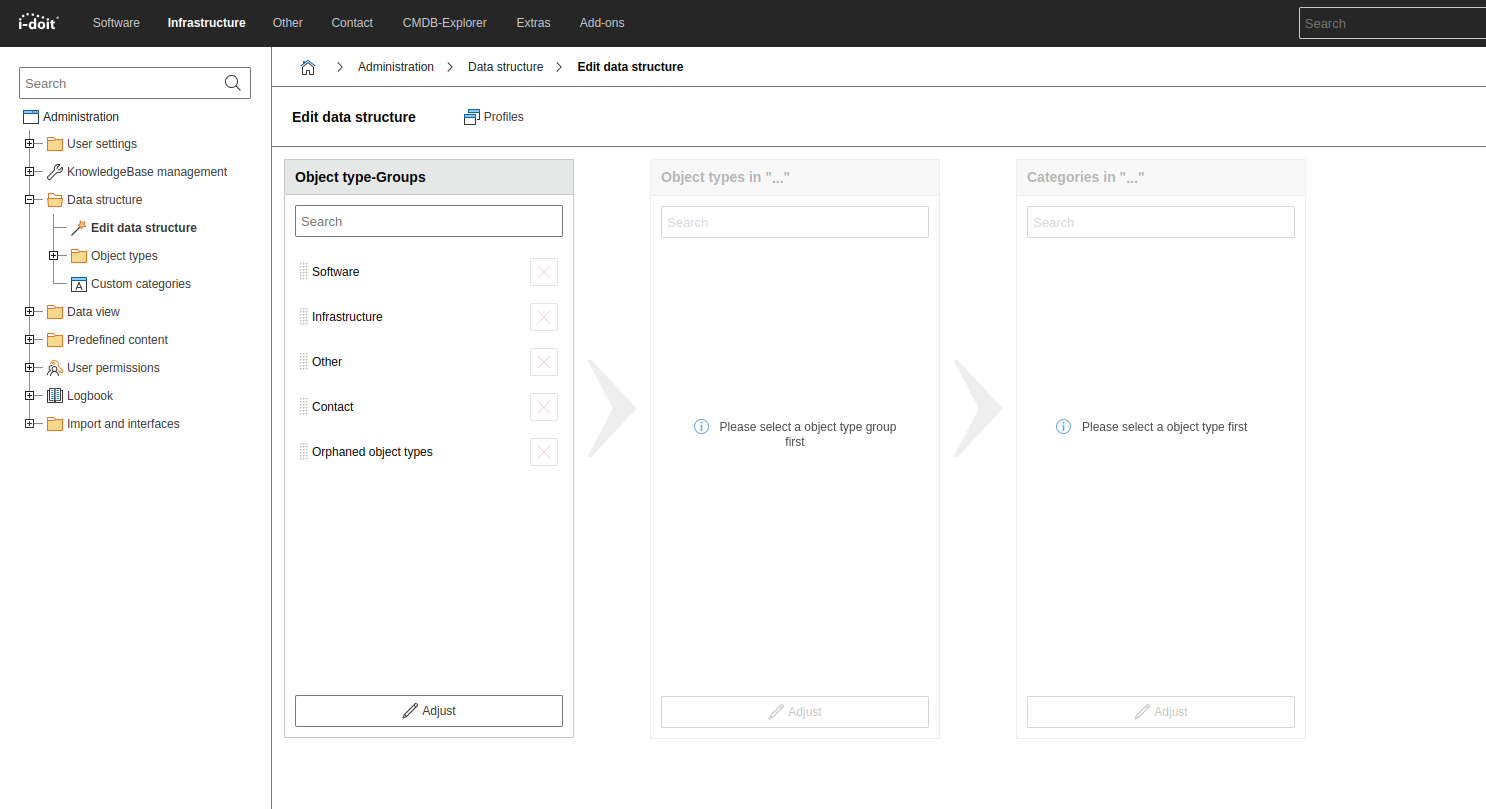 i-doit Software Infrastructure Other Contact CMDB-Explorer Extras Add-ons Search
Search
Administration
User settings
KnowledgeBase management
Data structure
Edit data structure
Object types
A Custom categories
Data view
Predefined content
User permissions
Logbook
Import and interfaces
Administration Data structure Edit data structure
Edit data structure Profiles
Object type-Groups
Search
Software
Infrastructure
Other
Contact
Orphaned object types
Adjust
Object types in "..."
Search
Please select a object type group
first
Adjust
Categories in "..."
Search
Please select a object type first
Adjust